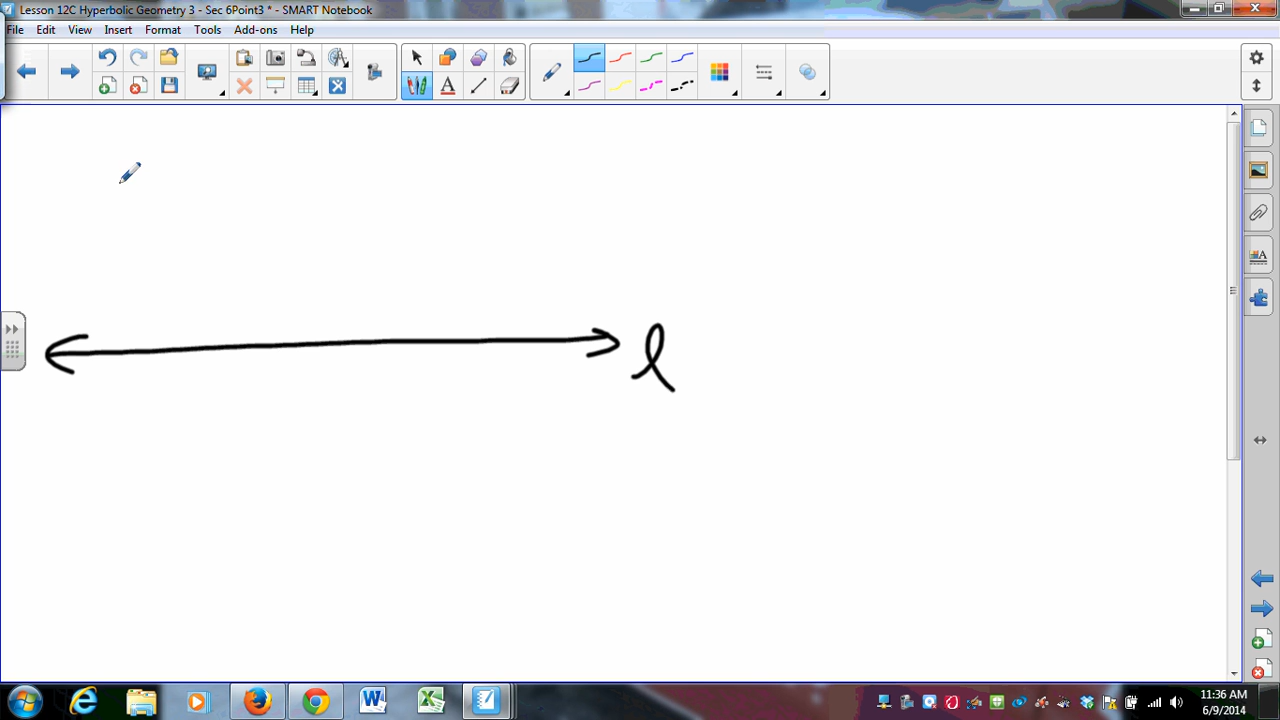 Lesson 12C Hyperbolic Geometry 3 - Sec 6Point3 * - SMART Notebook
File Edit View Insert Format Tools Add-ons Help
ℓ
11:36 AM
6/9/2014